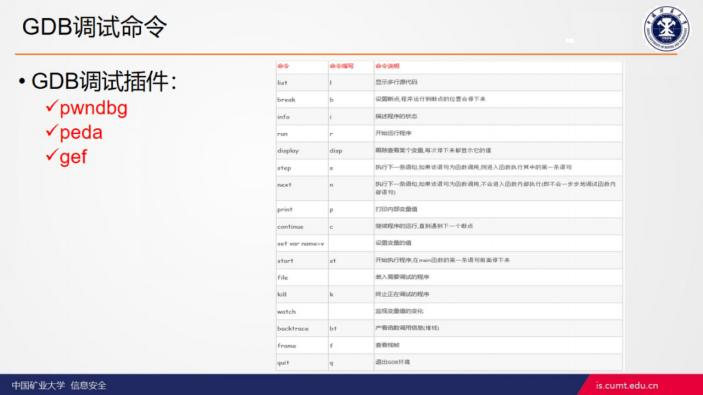 GDB调试命令
• GDB调试插件：
✓pwndbg
✓peda
✓gef
命令 命令缩写 命令说明
list l 显示多行源代码
break b 设置断点,程序运行到断点的位置会停下来
info i 描述程序的状态
run r 开始运行程序
display disp 跟踪查看某个变量,每次停下来都显示它的值
step s 执行下一条语句,如果该语句为函数调用,则进入函数执行其中的第一条语句
next n 执行下一条语句,如果该语句为函数调用,不会进入函数内部执行(即不会一步步地调试函数内
部语句)
print p 打印内部变量值
continue c 继续程序的运行,直到遇到下一个断点
set var name=v 设置变量的值
start st 开始执行程序,在main函数的第一条语句前面停下来
file 装入需要调试的程序
kill k 终止正在调试的程序
watch 监视变量值的变化
backtrace bt 产看函数调用信息(堆栈)
frame f 查看栈帧
quit q 退出GDB环境
中国矿业大学 信息安全
is.cumt.edu.cn